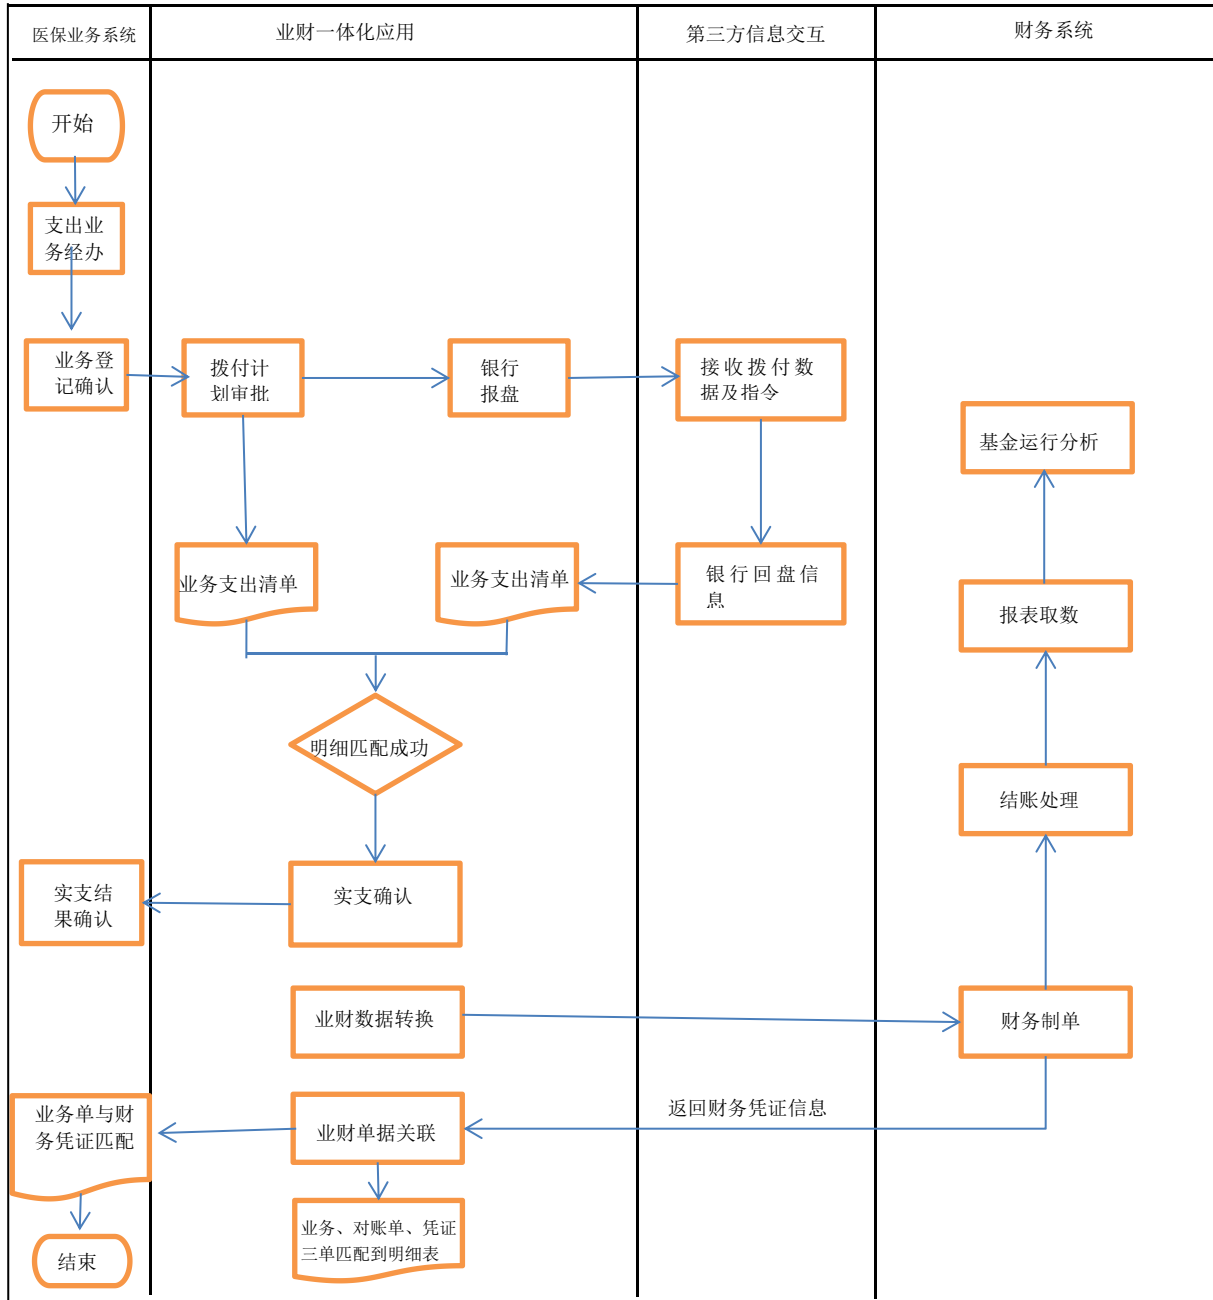 医保业务系统
业财一体化应用
第三方信息交互
财务系统
开始
支出业
务经办
业务登
记确认
拨付计
划审批
银行
报盘
接收拨付数
据及指令
基金运行分析
业务支出清单
业务支出清单
银行回盘信
息
报表取数
明细匹配成功
结账处理
实支结
果确认
实支确认
业财数据转换
财务制单
返回财务凭证信息
业务单与财
务凭证匹配
业财单据关联
业务、对账单、凭证
三单匹配到明细表
结束